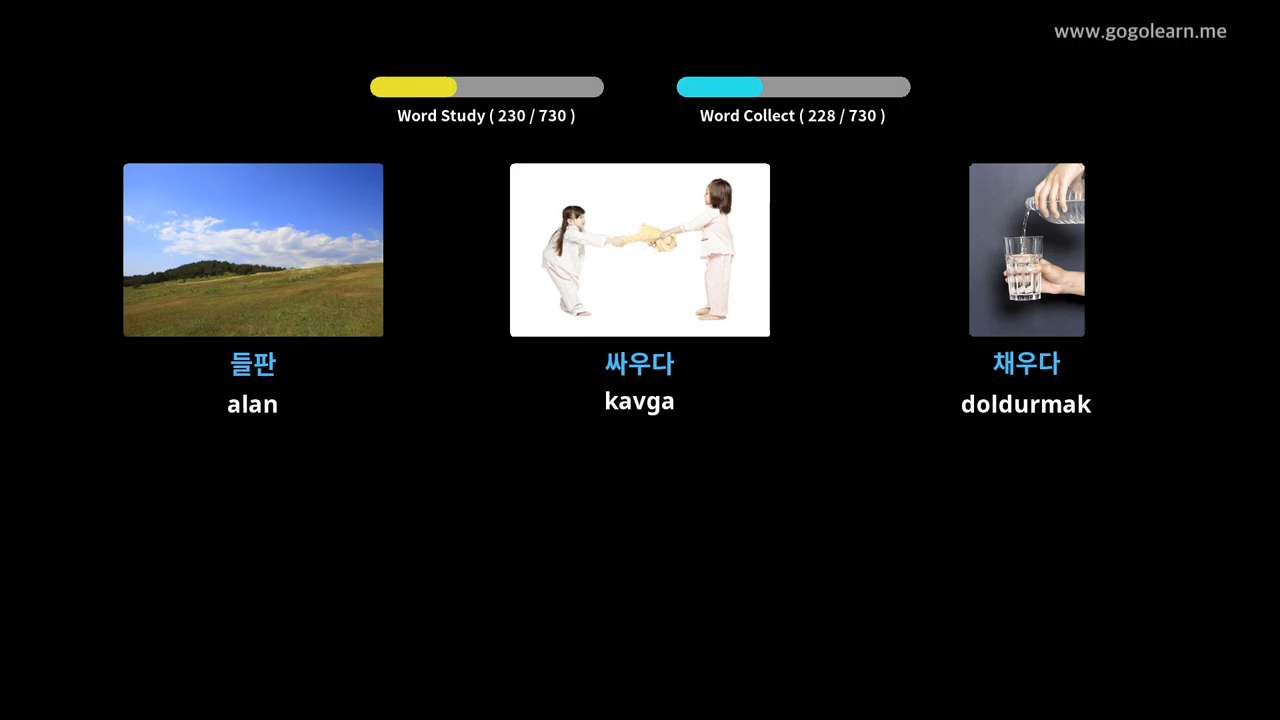 www.gogolearn.me
Word Study ( 230 / 730 )
Word Collect ( 228 / 730 )
들판
싸우다
채우다
alan
kavga
doldurmak